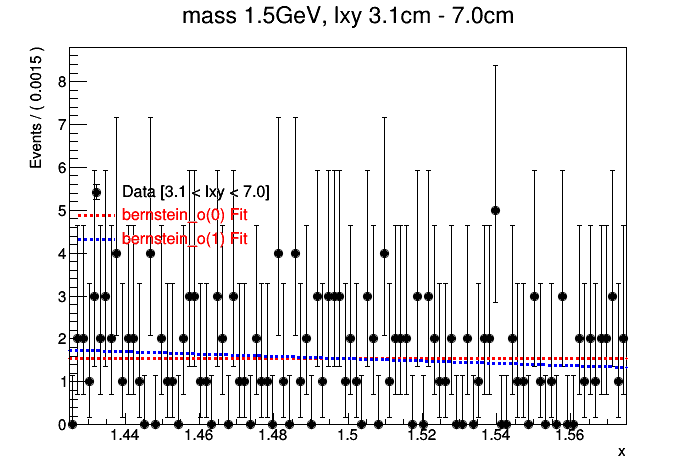 mass 1.5GeV, lxy 3.1cm - 7.0cm
Events / ( 0.0015 )
8
7
6
5
4
3
2
1
0
Data [3.1 < lxy < 7.0]
bernstein_o(0) Fit
bernstein_o(1) Fit
1.44 1.46 1.48 1.5 1.52 1.54 1.56
x